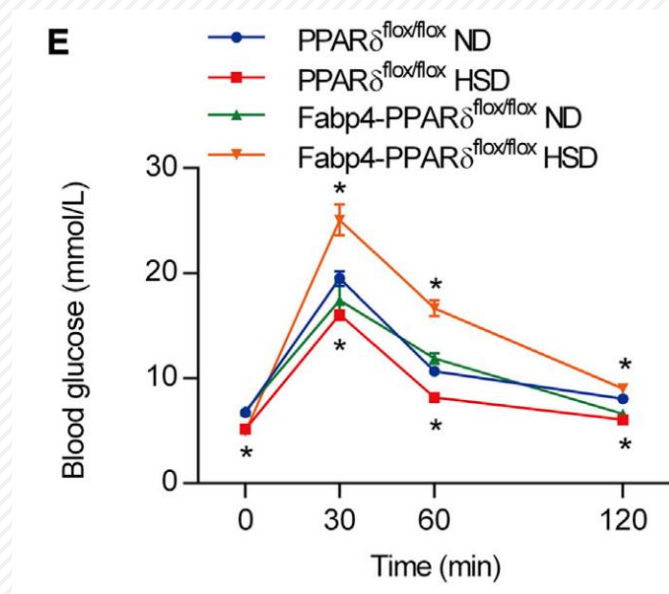 E
PPARδflox/flox ND
PPARδflox/flox HSD
Fabp4-PPARδflox/flox ND
Fabp4-PPARδflox/flox HSD
30
20
10
0
Blood glucose (mmol/L)
*
*
*
*
*
*
*
0
30
60
120
Time (min)